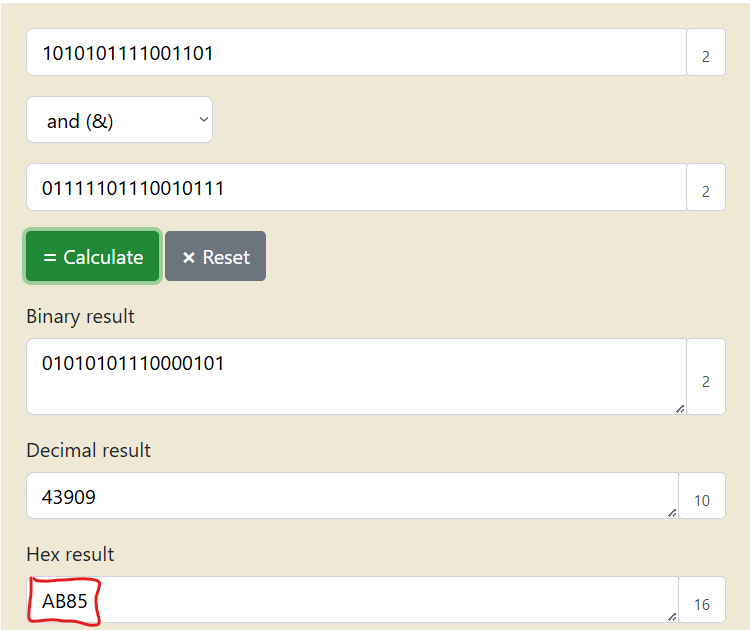 1010101111001101
2
and (&)
01111101110010111
2
= Calculate
× Reset
Binary result
01010101110000101
2
Decimal result
43909
10
Hex result
AB85
16